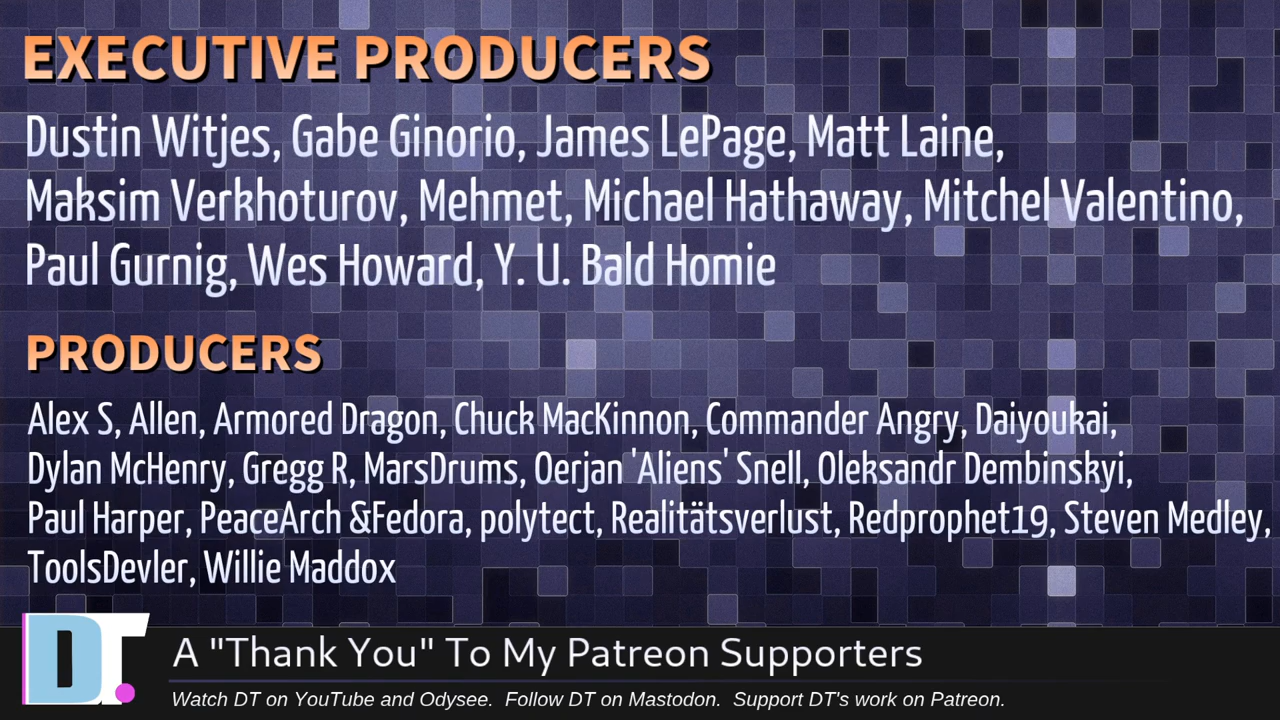 EXECUTIVE PRODUCERS
Dustin Witjes, Gabe Ginorio, James LePage, Matt Laine,
Maksim Verkhoturov, Mehmet, Michael Hathaway, Mitchel Valentino,
Paul Gurnig, Wes Howard, Y. U. Bald Homie
PRODUCERS
Alex S, Allen, Armored Dragon, Chuck MacKinnon, Commander Angry, Daiyoukai,
Dylan McHenry, Gregg R, MarsDrums, Oerjan 'Aliens' Snell, Oleksandr Dembinskyi,
Paul Harper, PeaceArch &Fedora, polytect, Realitätsverlust, Redprophet19, Steven Medley,
ToolsDevler, Willie Maddox
DT.
A "Thank You" To My Patreon Supporters
Watch DT on YouTube and Odysee. Follow DT on Mastodon. Support DT's work on Patreon.